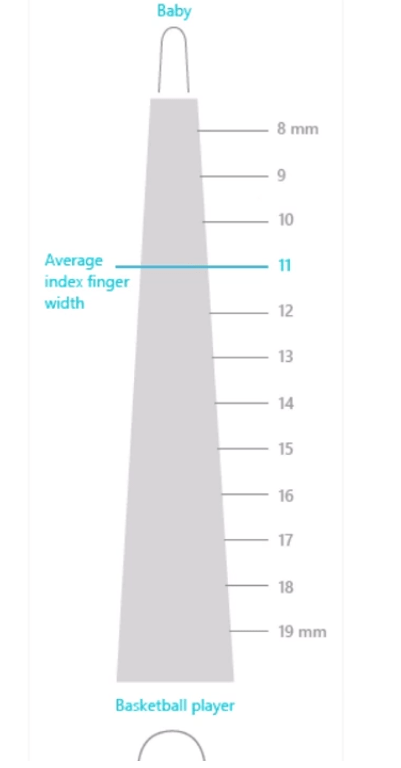 Baby
8 mm
9
10
Average
index finger
width
11
12
13
14
15
16
17
18
19 mm
Basketball player